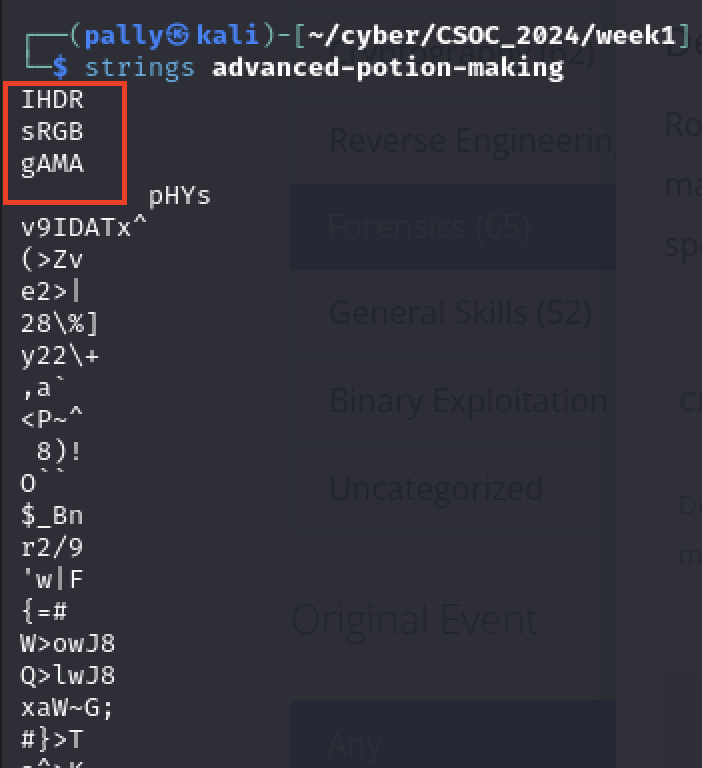 ┌──(pally㉿kali)-[~/cyber/CSOC_2024/week1]
└─$ strings advanced-potion-making
IHDR
sRGB
gAMA
pHYs
v9IDATx^
(>Zv
e2>|
28\%]
y22\+
,a`
<P~^
8)!
O``
$_Bn
r2/9
'w|F
{=#
W>owJ8
Q>lwJ8
xaW~G;
#}>T
Cryptography (62)
Reverse Engineerin
Forensics (65)
General Skills (52)
Binary Exploitation
Uncategorized
Original Event
Any
De
Ro
ma
sp